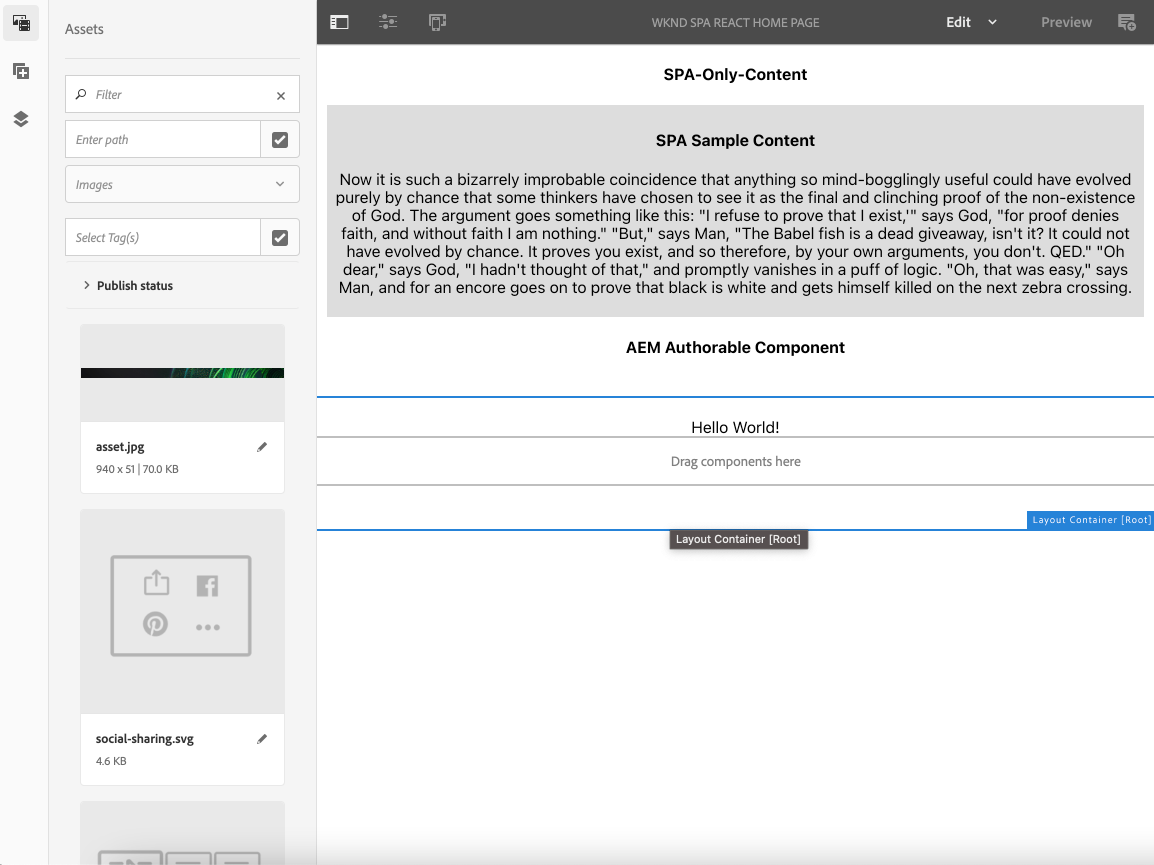 Assets
Filter
Enter path
Images
Select Tag(s)
Publish status
asset.jpg
940 x 51 | 70.0 KB
social-sharing.svg
4.6 KB
WKND SPA REACT HOME PAGE
Edit
Preview
SPA-Only-Content
SPA Sample Content
Now it is such a bizarrely improbable coincidence that anything so mind-bogglingly useful could have evolved
purely by chance that some thinkers have chosen to see it as the final and clinching proof of the non-existence
of God. The argument goes something like this: "I refuse to prove that I exist,'" says God, "for proof denies
faith, and without faith I am nothing." "But," says Man, "The Babel fish is a dead giveaway, isn't it? It could not
have evolved by chance. It proves you exist, and so therefore, by your own arguments, you don't. QED." "Oh
dear," says God, "I hadn't thought of that," and promptly vanishes in a puff of logic. "Oh, that was easy," says
Man, and for an encore goes on to prove that black is white and gets himself killed on the next zebra crossing.
AEM Authorable Component
Hello World!
Drag components here
Layout Container [Root]
Layout Container [Root]